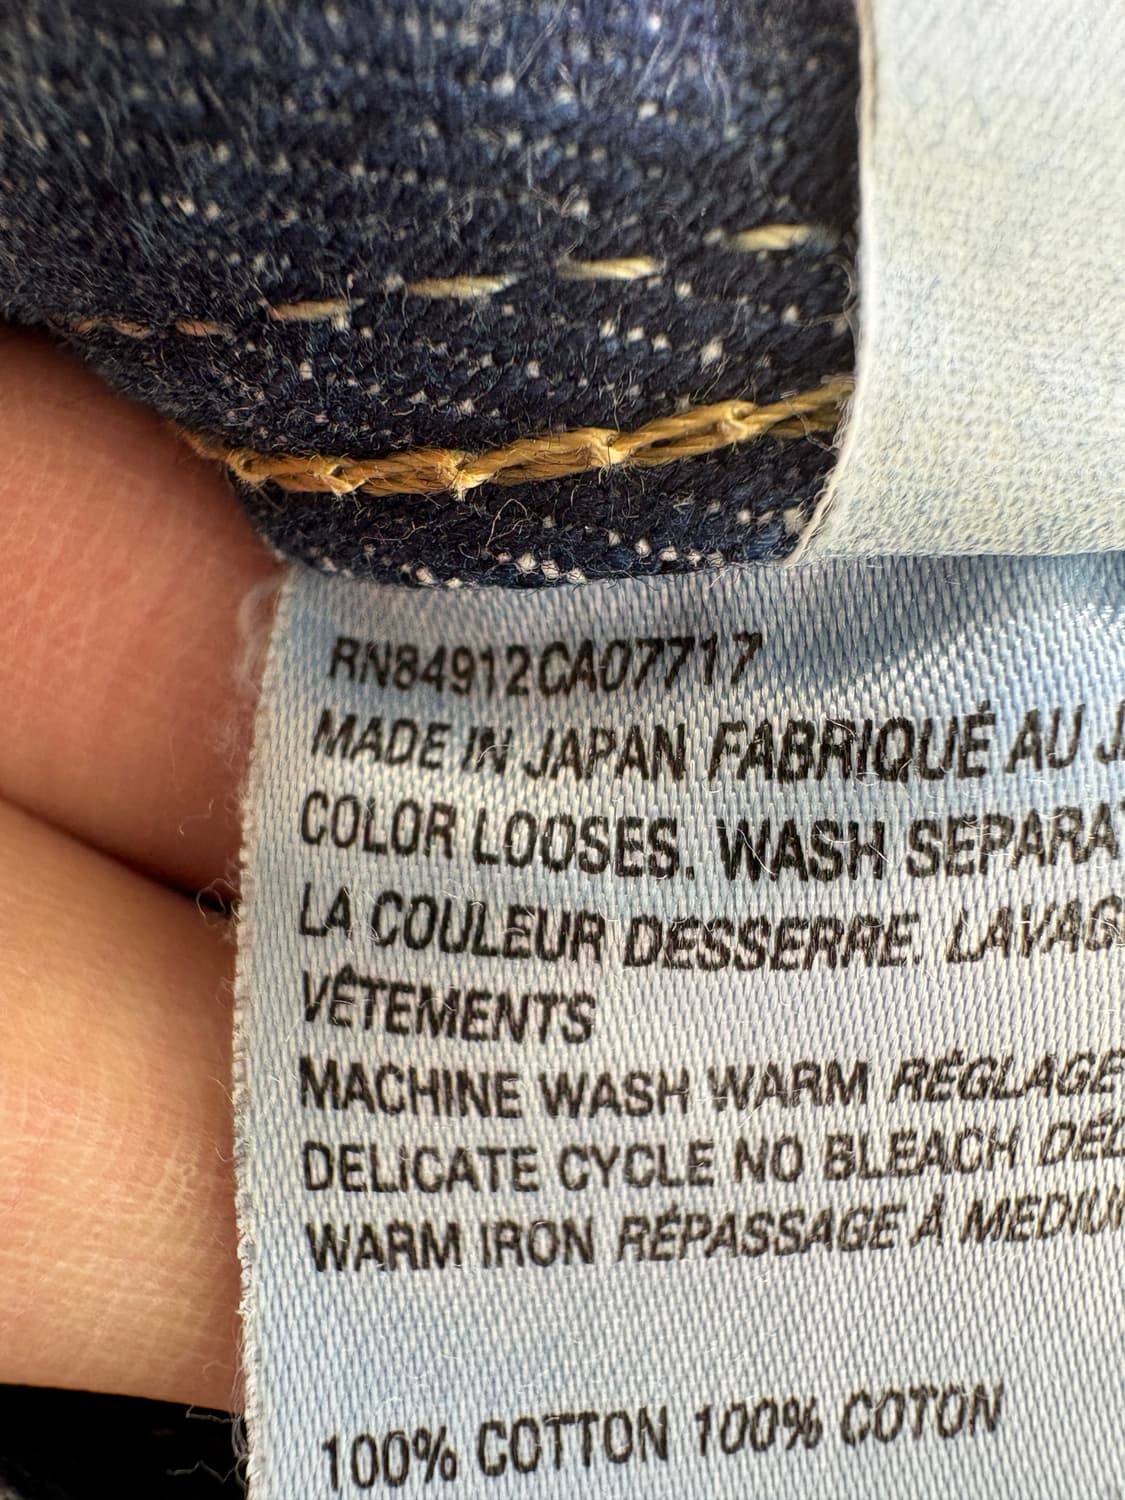 RN84912CA07717
MADE IN JAPAN FABRIQUÉ AU J
COLOR LOOSES. WASH SEPARA
LA COULEUR DESSERRE. LAVAG
VÊTEMENTS
MACHINE WASH WARM RÉGLAGE
DELICATE CYCLE NO BLEACH DÉL
WARM IRON RÉPASSAGE À MEDIU
100% COTTON 100% COTON